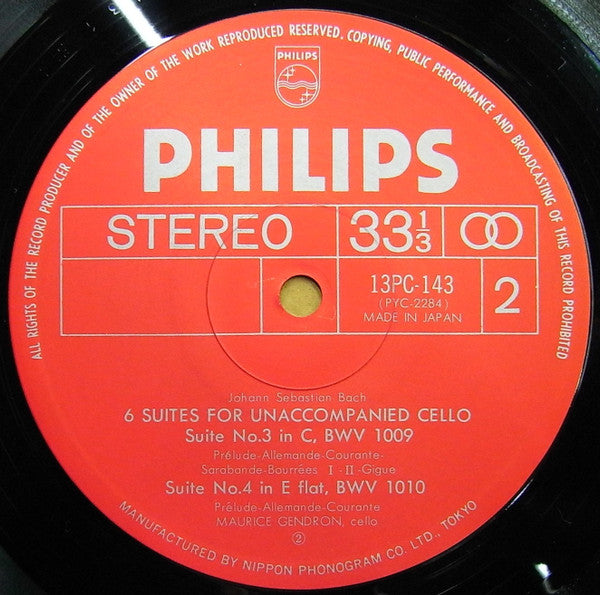 ALL RIGHTS OF THE RECORD PRODUCER AND OF THE OWNER OF THE WORK REPRODUCED RESERVED. COPYING, PUBLIC PERFORMANCE AND BROADCASTING OF THIS RECORD PROHIBITED
PHILIPS
PHILIPS
STEREO 33⅓
13PC-143
(PYC-2284)
MADE IN JAPAN
2
Johann Sebastian Bach
6 SUITES FOR UNACCOMPANIED CELLO
Suite No.3 in C, BWV 1009
Prélude-Allemande-Courante-
Sarabande-Bourrées I-II-Gigue
Suite No.4 in E flat, BWV 1010
Prélude-Allemande-Courante
MAURICE GENDRON, cello
②
MANUFACTURED BY NIPPON PHONOGRAM CO. LTD., TOKYO